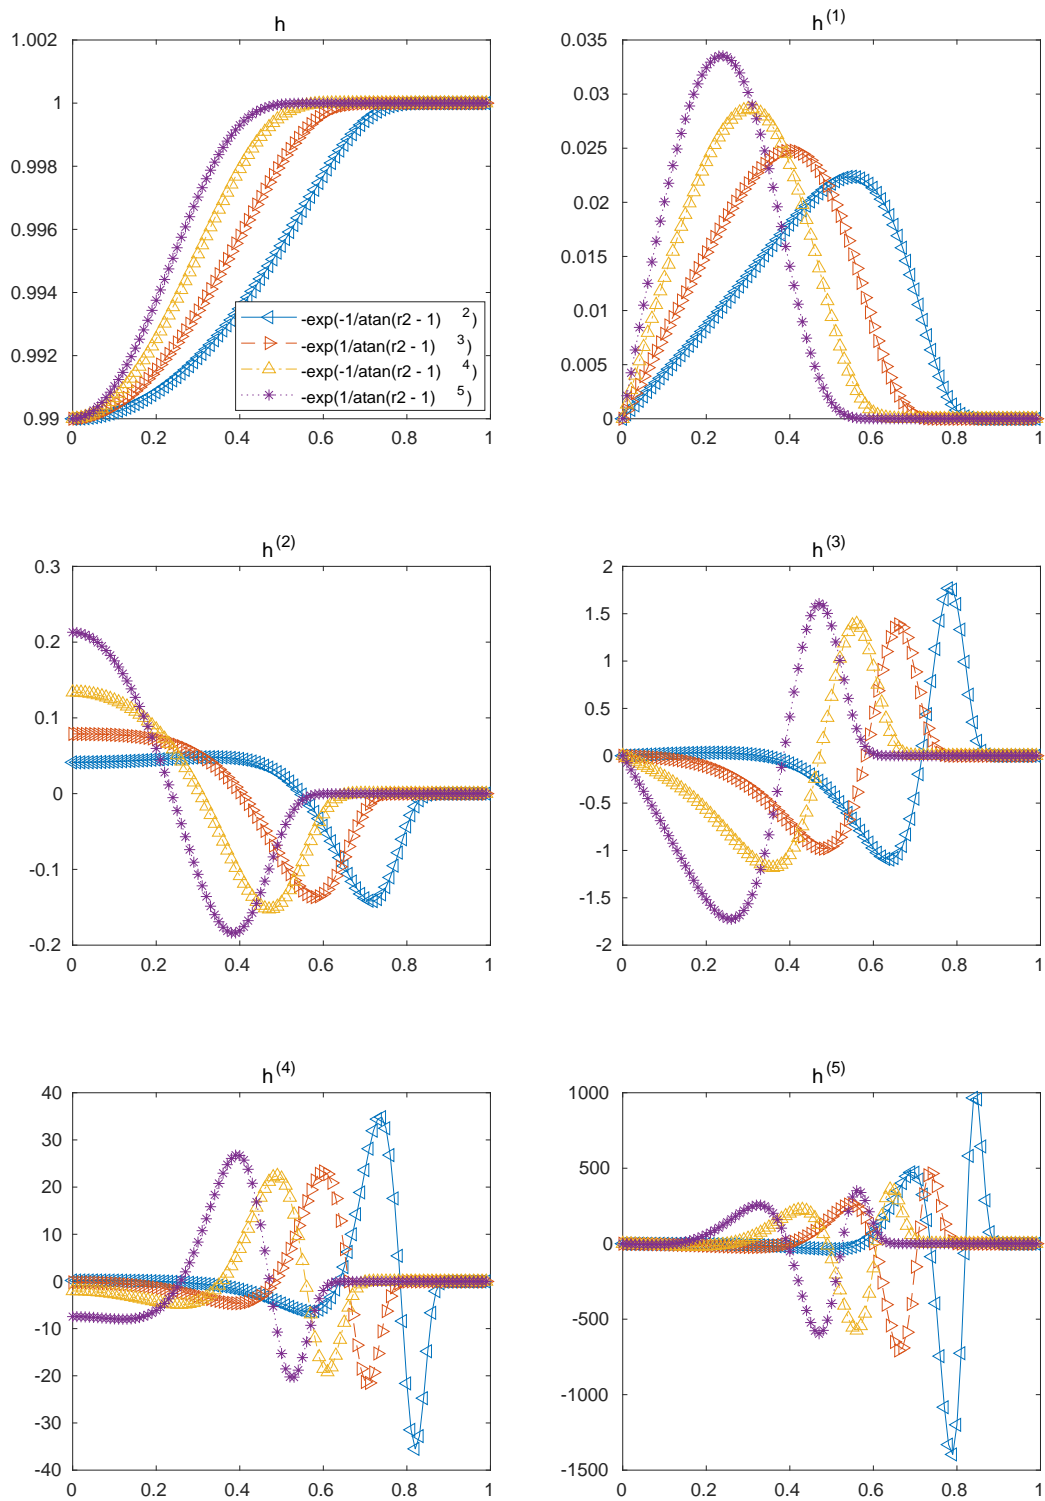 h
1.002
1
0.998
0.996
0.994
0.992
0.99
-exp(-1/atan(r2 - 1) ²)
-exp(1/atan(r2 - 1) ³)
-exp(-1/atan(r2 - 1) ⁴)
-exp(1/atan(r2 - 1) ⁵)
0 0.2 0.4 0.6 0.8 1
h⁽¹⁾
0.035
0.03
0.025
0.02
0.015
0.01
0.005
0
0 0.2 0.4 0.6 0.8 1
h⁽²⁾
0.3
0.2
0.1
0
-0.1
-0.2
0 0.2 0.4 0.6 0.8 1
h⁽³⁾
2
1.5
1
0.5
0
-0.5
-1
-1.5
-2
0 0.2 0.4 0.6 0.8 1
h⁽⁴⁾
40
30
20
10
0
-10
-20
-30
-40
0 0.2 0.4 0.6 0.8 1
h⁽⁵⁾
1000
500
0
-500
-1000
-1500
0 0.2 0.4 0.6 0.8 1